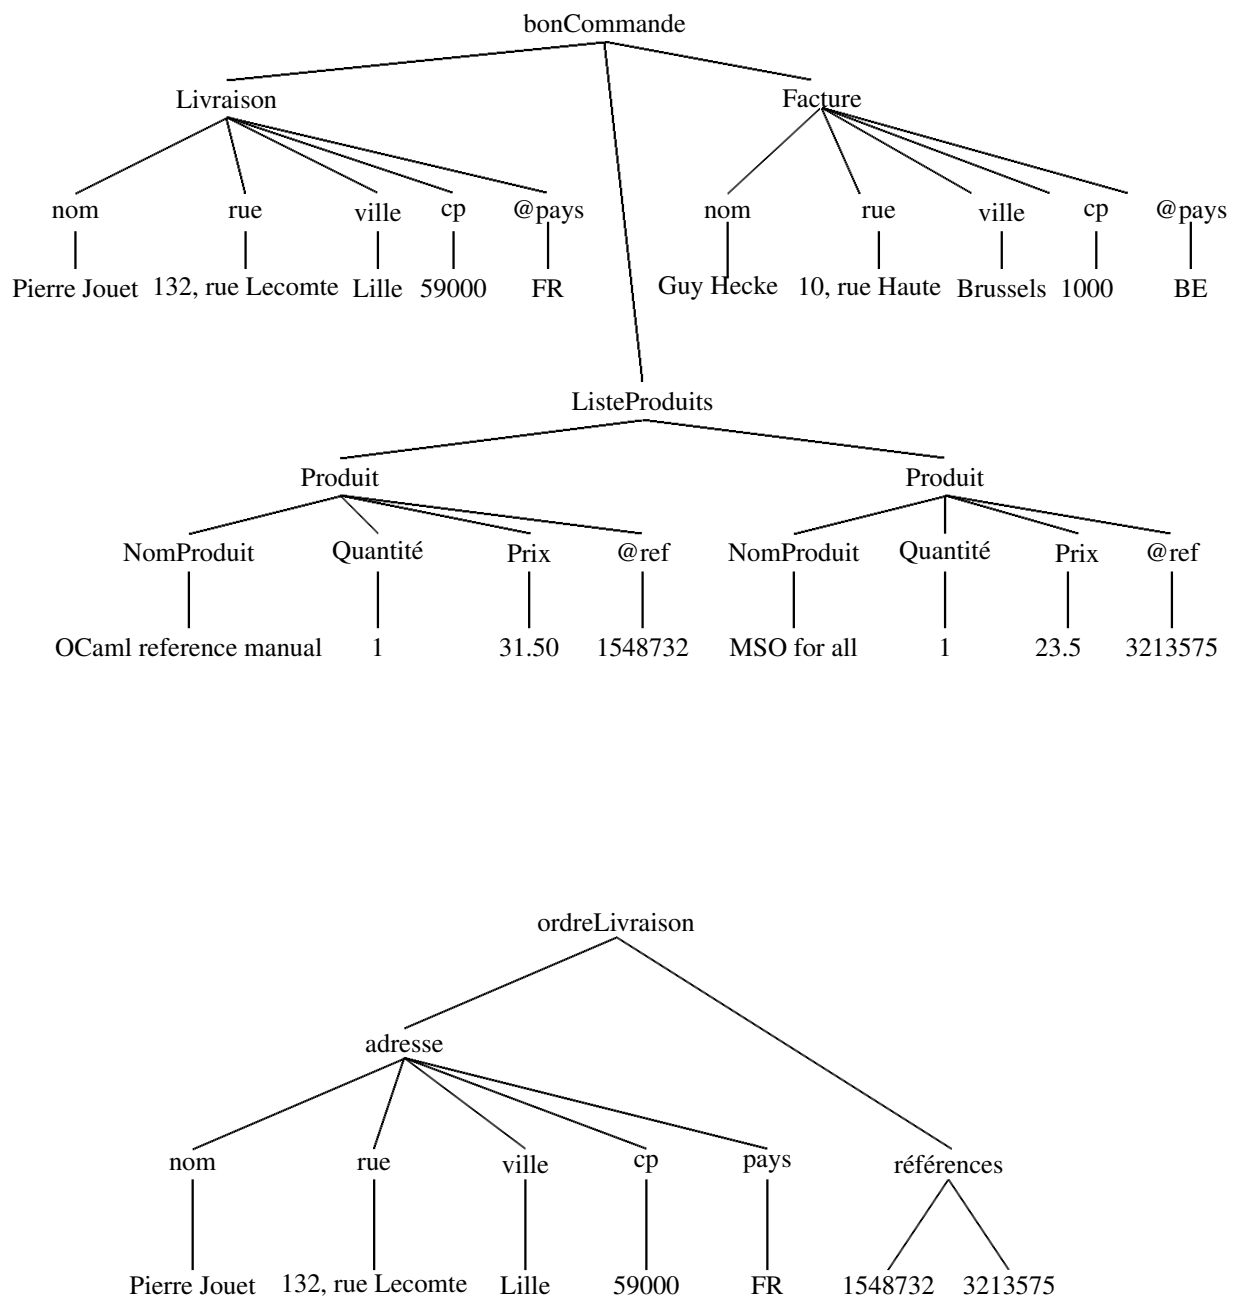 bonCommande
Livraison Facture
nom rue ville cp @pays nom rue ville cp @pays
Pierre Jouet 132, rue Lecomte Lille 59000 FR Guy Hecke 10, rue Haute Brussels 1000 BE
ListeProduits
Produit Produit
NomProduit Quantité Prix @ref NomProduit Quantité Prix @ref
OCaml reference manual 1 31.50 1548732 MSO for all 1 23.5 3213575
ordreLivraison
adresse
nom rue ville cp pays références
Pierre Jouet 132, rue Lecomte Lille 59000 FR 1548732 3213575